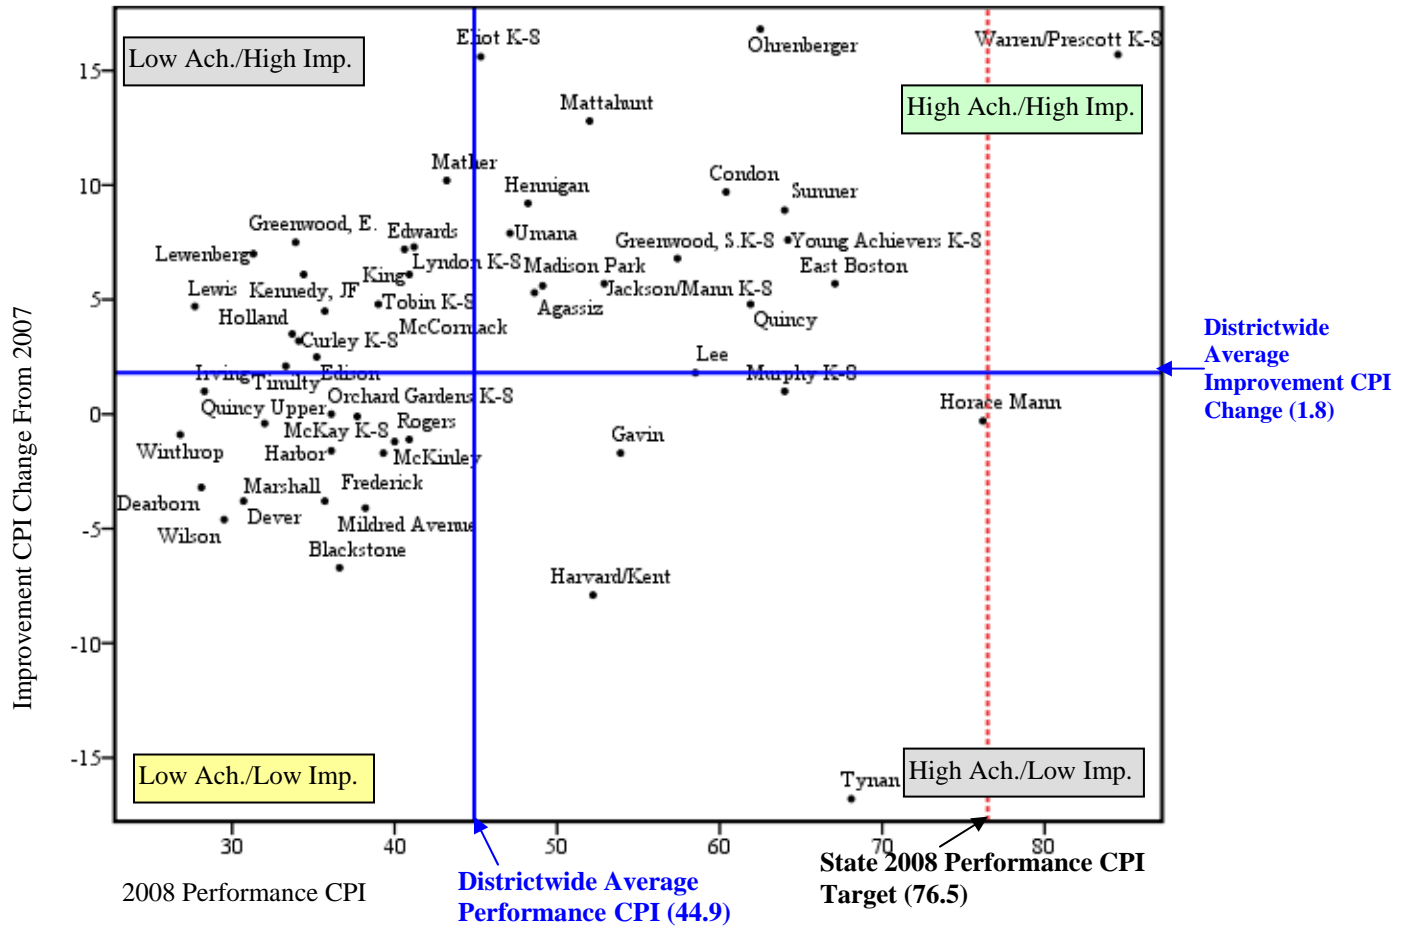 Eliot K-8
Ohrenberger
Warren/Prescott K-8
Low Ach./High Imp.
15
High Ach./High Imp.
Mattahunt
Mather
10
Hennigan
Condon
Sumner
Greenwood, E.
Edwards
Umana
Greenwood, S.K-8
Young Achievers K-8
Lewenberg
Lyndon K-8
Madison Park
East Boston
King
Lewis
Kennedy, JF
Tobin K-8
Jackson/Mann K-8
5
Agassiz
Holland
McCormack
Quincy
Curley K-8
Lee
Irving
Timilty
Edison
Murphy K-8
Orchard Gardens K-8
0
Quincy Upper
Horace Mann
McKay K-8
Rogers
Gavin
Winthrop
Harbor
McKinley
Marshall
Frederick
Dearborn
Dever
Mildred Avenue
-5
Wilson
Blackstone
Harvard/Kent
-10
-15
Low Ach./Low Imp.
High Ach./Low Imp.
Tynan
30
40
50
60
70
80
Improvement CPI Change From 2007
2008 Performance CPI
Districtwide
Average
Improvement CPI
Change (1.8)
Districtwide Average
Performance CPI (44.9)
State 2008 Performance CPI
Target (76.5)